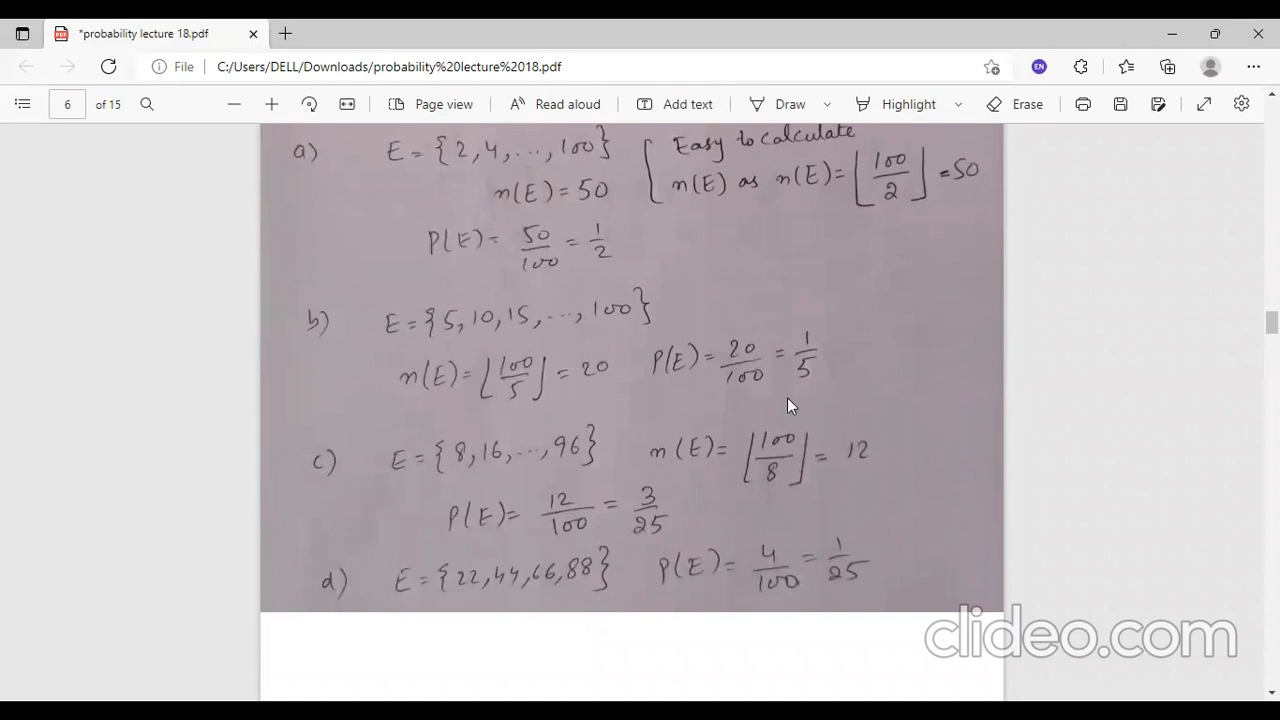 *probability lecture 18.pdf
File C:/Users/DELL/Downloads/probability%20lecture%2018.pdf
EN
6 of 15 Page view Read aloud Add text Draw Highlight Erase
a) E = {2, 4, ..., 100} [ Easy to calculate
n(E) = 50 n(E) as n(E) = ⌊100/2⌋ = 50
P(E) = 50/100 = 1/2
b) E = {5, 10, 15, ..., 100}
n(E) = ⌊100/5⌋ = 20 P(E) = 20/100 = 1/5
c) E = {8, 16, ..., 96} n(E) = ⌊100/8⌋ = 12
P(E) = 12/100 = 3/25
d) E = {22, 44, 66, 88} P(E) = 4/100 = 1/25
clideo.com